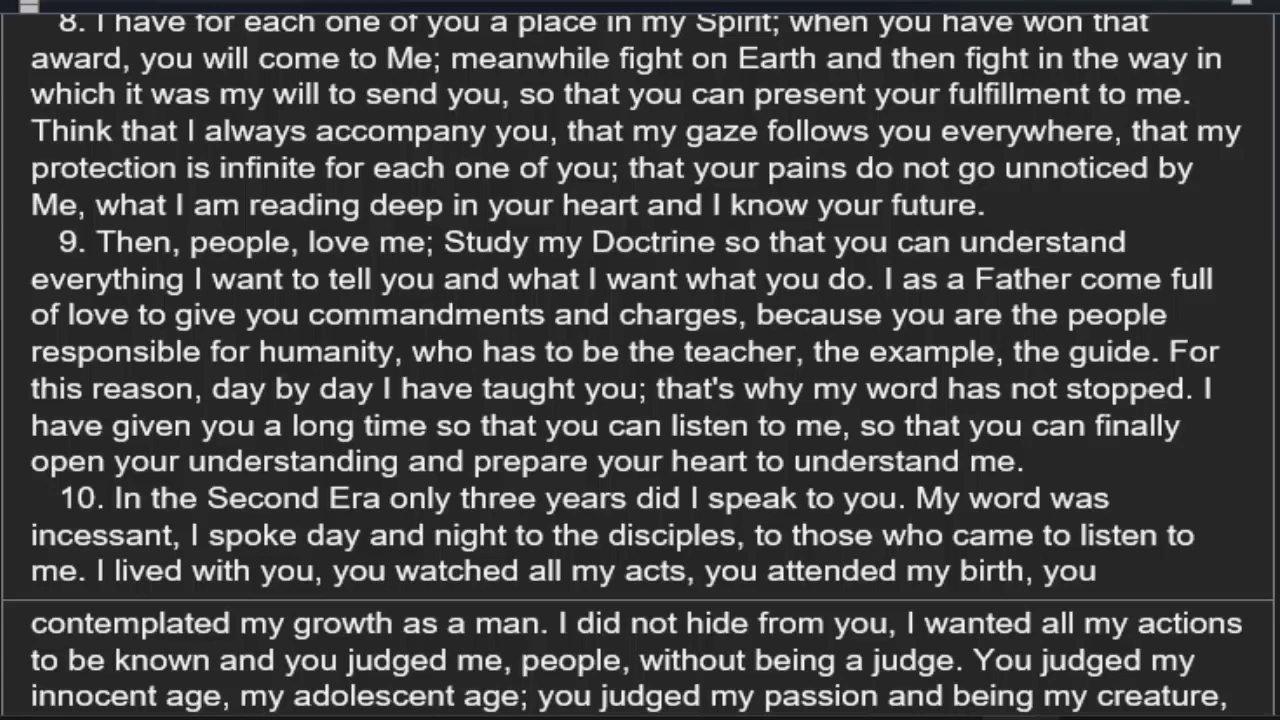 8. I have for each one of you a place in my Spirit; when you have won that
award, you will come to Me; meanwhile fight on Earth and then fight in the way in
which it was my will to send you, so that you can present your fulfillment to me.
Think that I always accompany you, that my gaze follows you everywhere, that my
protection is infinite for each one of you; that your pains do not go unnoticed by
Me, what I am reading deep in your heart and I know your future.
9. Then, people, love me; Study my Doctrine so that you can understand
everything I want to tell you and what I want what you do. I as a Father come full
of love to give you commandments and charges, because you are the people
responsible for humanity, who has to be the teacher, the example, the guide. For
this reason, day by day I have taught you; that's why my word has not stopped. I
have given you a long time so that you can listen to me, so that you can finally
open your understanding and prepare your heart to understand me.
10. In the Second Era only three years did I speak to you. My word was
incessant, I spoke day and night to the disciples, to those who came to listen to
me. I lived with you, you watched all my acts, you attended my birth, you
contemplated my growth as a man. I did not hide from you, I wanted all my actions
to be known and you judged me, people, without being a judge. You judged my
innocent age, my adolescent age; you judged my passion and being my creature,